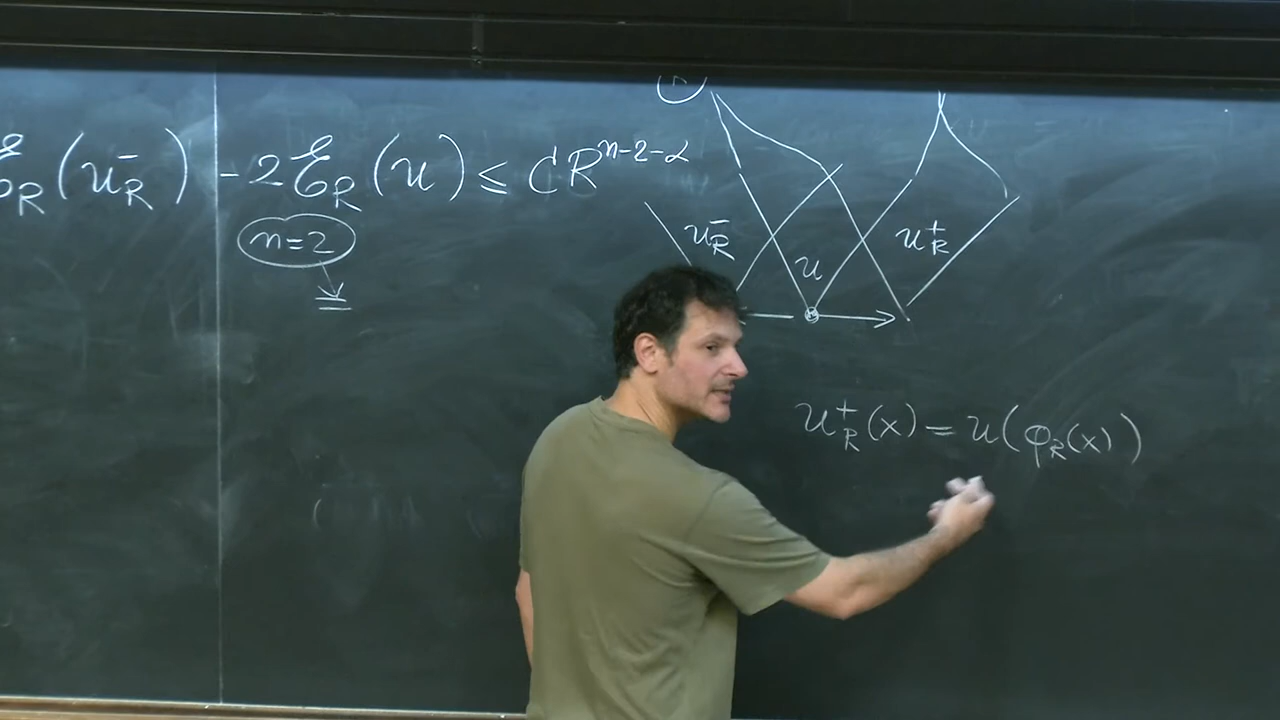 ℰ_R(u_R^-) - 2ℰ_R(u) ≤ CR^{n-2-α}
n=2
u_R^-
u
u_R^+
u_R^+(x) = u(φ_R(x))